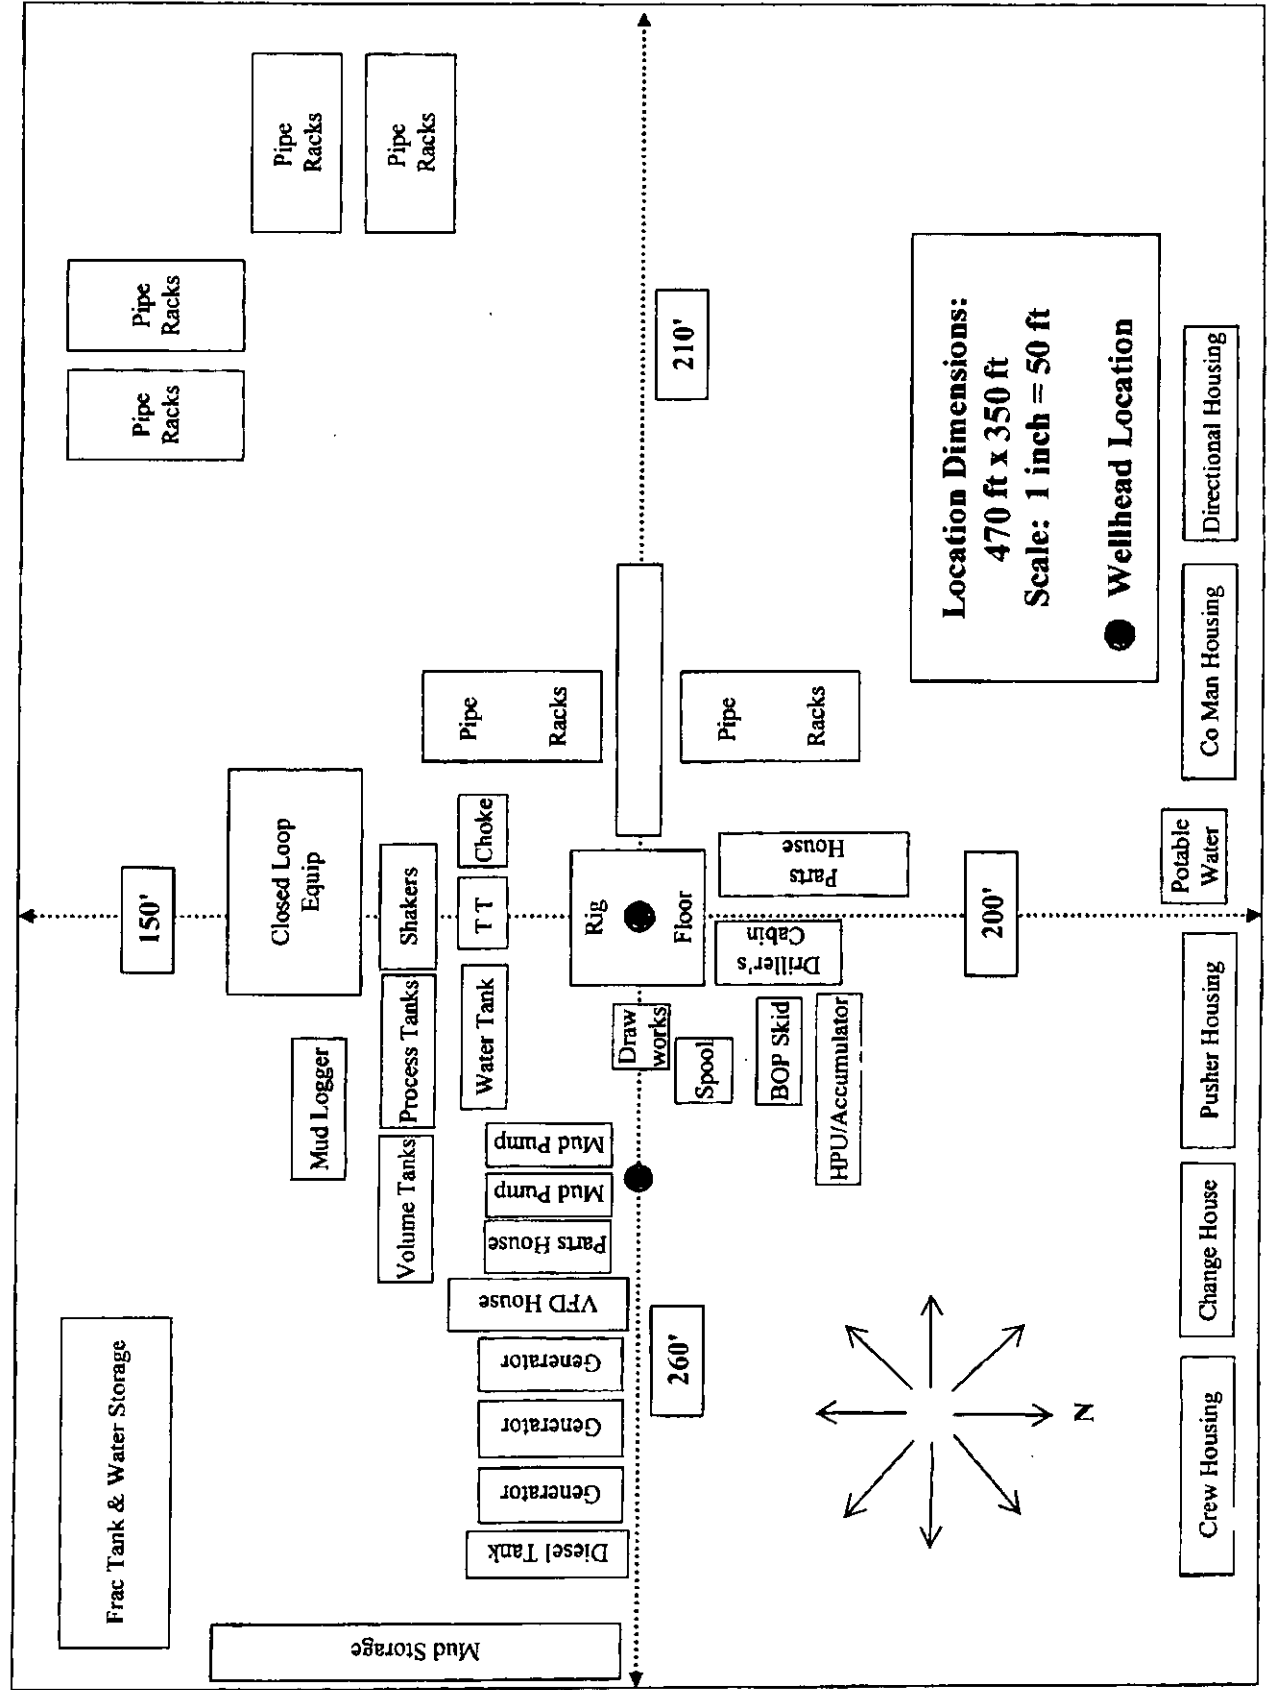 Frac Tank & Water Storage
Mud Storage
Diesel Tank
Generator
Generator
Generator
VFD House
Parts House
Mud Pump
Mud Pump
Volume Tanks
Process Tanks
Shakers
Mud Logger
Closed Loop
Equip
150'
Water Tank
T T
Choke
Pipe
Racks
Pipe
Racks
Pipe
Racks
Pipe
Racks
Pipe
Racks
Pipe
Racks
260'
210'
Draw
works
Rig
Floor
Spool
BOP Skid
HPU/Accumulator
Driller's
Cabin
Parts
House
200'
N
Location Dimensions:
470 ft x 350 ft
Scale: 1 inch = 50 ft
Wellhead Location
Crew Housing
Change House
Pusher Housing
Potable
Water
Co Man Housing
Directional Housing